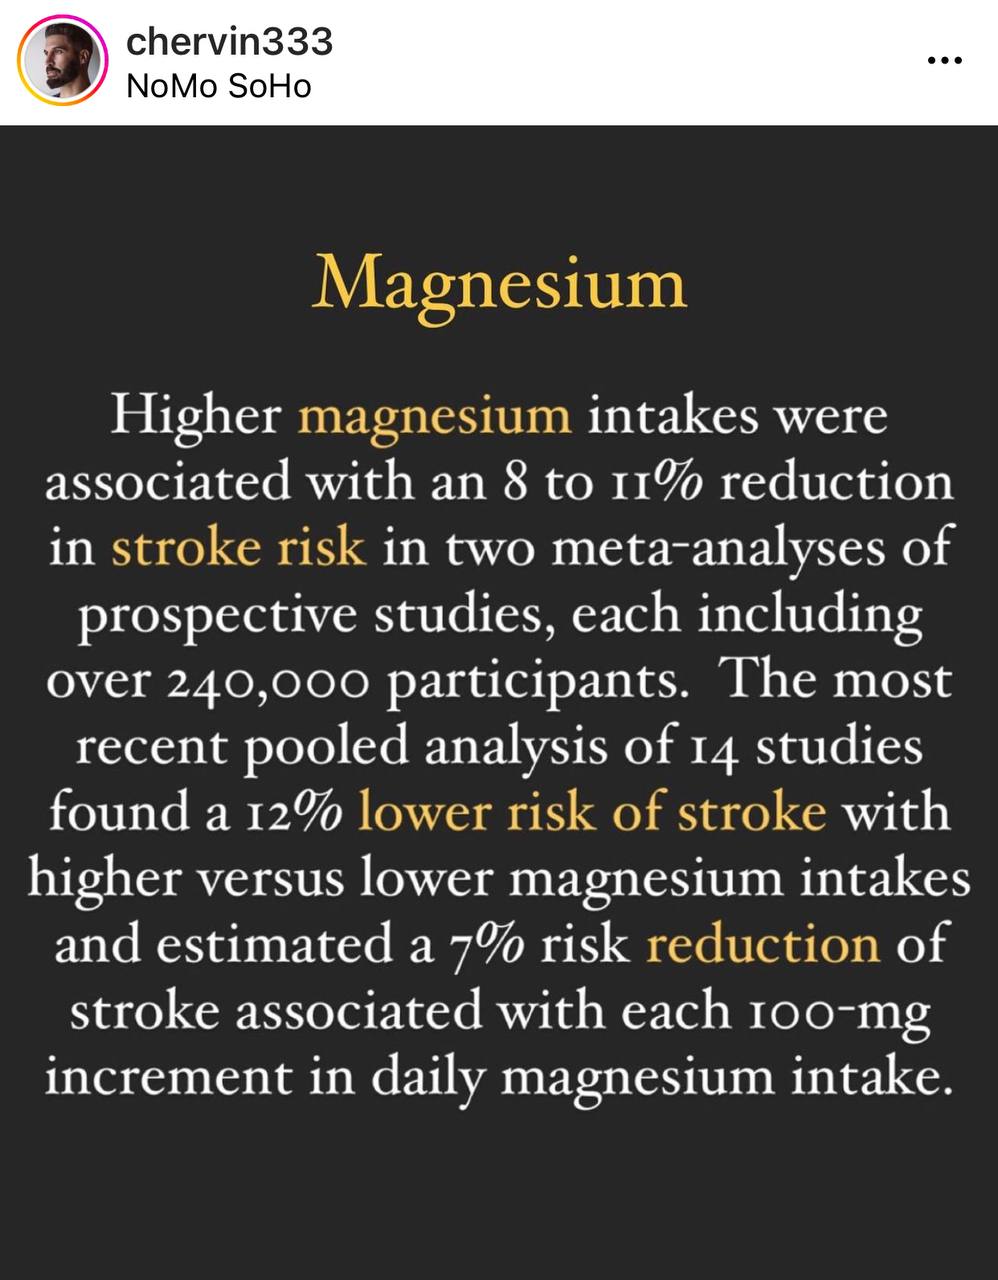 chervin333
NoMo SoHo
Magnesium
Higher magnesium intakes were
associated with an 8 to 11% reduction
in stroke risk in two meta-analyses of
prospective studies, each including
over 240,000 participants.  The most
recent pooled analysis of 14 studies
found a 12% lower risk of stroke with
higher versus lower magnesium intakes
and estimated a 7% risk reduction of
stroke associated with each 100-mg
increment in daily magnesium intake.